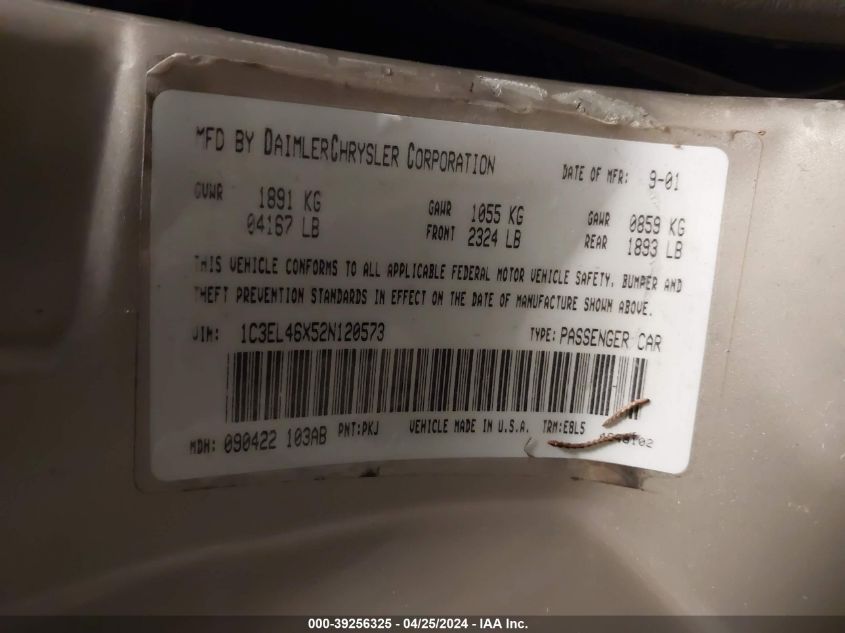 MFD BY DAIMLERCHRYSLER CORPORATION DATE OF MFR: 9-01
GVWR 1891 KG GAWR 1055 KG GAWR 0859 KG
04167 LB FRONT 2324 LB REAR 1893 LB
THIS VEHICLE CONFORMS TO ALL APPLICABLE FEDERAL MOTOR VEHICLE SAFETY, BUMPER AND
THEFT PREVENTION STANDARDS IN EFFECT ON THE DATE OF MANUFACTURE SHOWN ABOVE.
VIN: 1C3EL46X52N120573 TYPE: PASSENGER CAR
MDH: 090422 103AB PNT:PKJ VEHICLE MADE IN U.S.A. TRM:E8L5
000-39256325 - 04/25/2024 - IAA Inc.